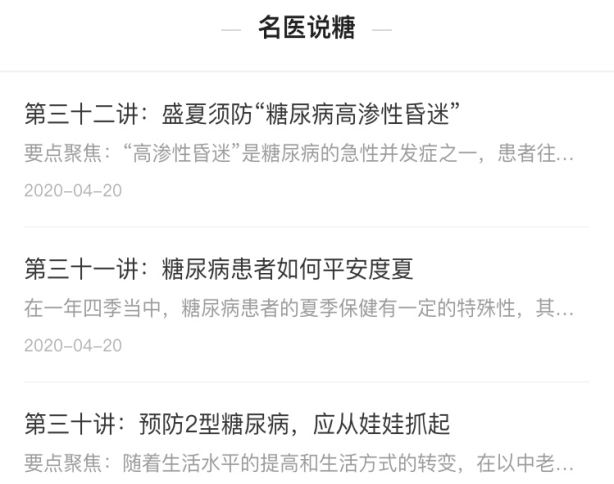 名医说糖
第三十二讲：盛夏须防“糖尿病高渗性昏迷”
要点聚焦：“高渗性昏迷”是糖尿病的急性并发症之一，患者往...
2020-04-20
第三十一讲：糖尿病患者如何平安度夏
在一年四季当中，糖尿病患者的夏季保健有一定的特殊性，其...
2020-04-20
第三十讲：预防2型糖尿病，应从娃娃抓起
要点聚焦：随着生活水平的提高和生活方式的转变，在以中老...